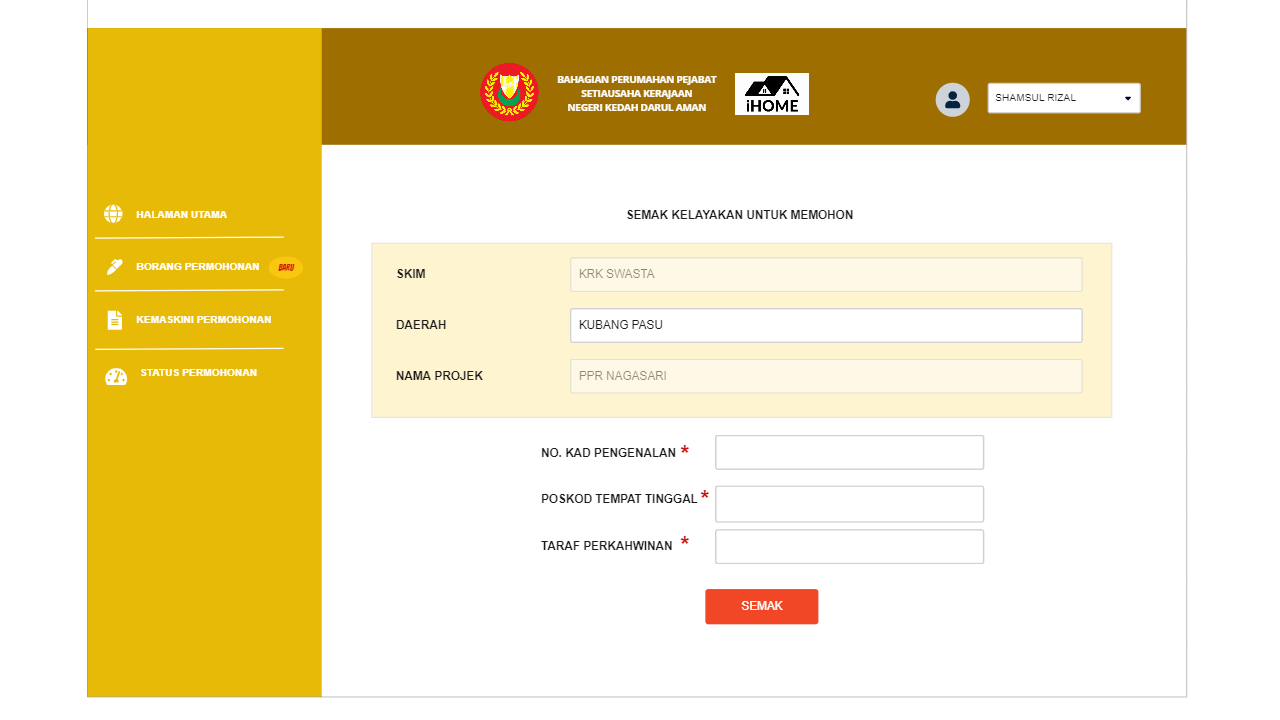 BAHAGIAN PERUMAHAN PEJABAT
SETIAUSAHA KERAJAAN
NEGERI KEDAH DARUL AMAN
iHOME
SHAMSUL RIZAL
HALAMAN UTAMA
BORANG PERMOHONAN BARU
KEMASKINI PERMOHONAN
STATUS PERMOHONAN
SEMAK KELAYAKAN UNTUK MEMOHON
SKIM KRK SWASTA
DAERAH KUBANG PASU
NAMA PROJEK PPR NAGASARI
NO. KAD PENGENALAN *
POSKOD TEMPAT TINGGAL *
TARAF PERKAHWINAN *
SEMAK